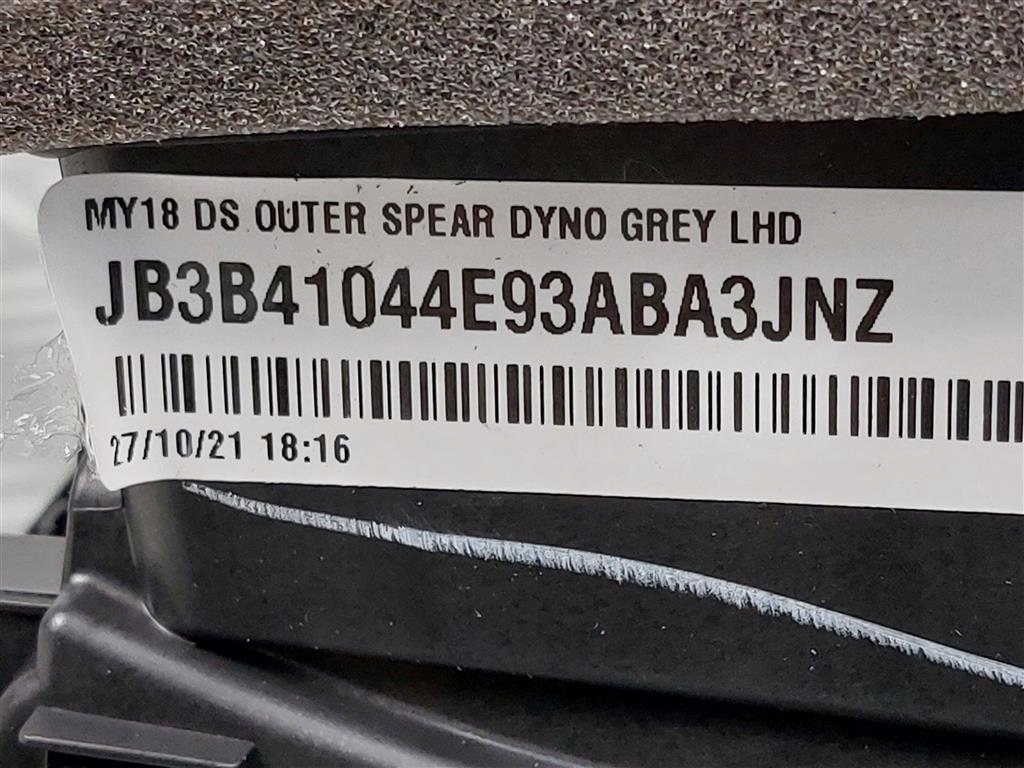 MY18 DS OUTER SPEAR DYNO GREY LHD
JB3B41044E93ABA3JNZ
27/10/21 18:16